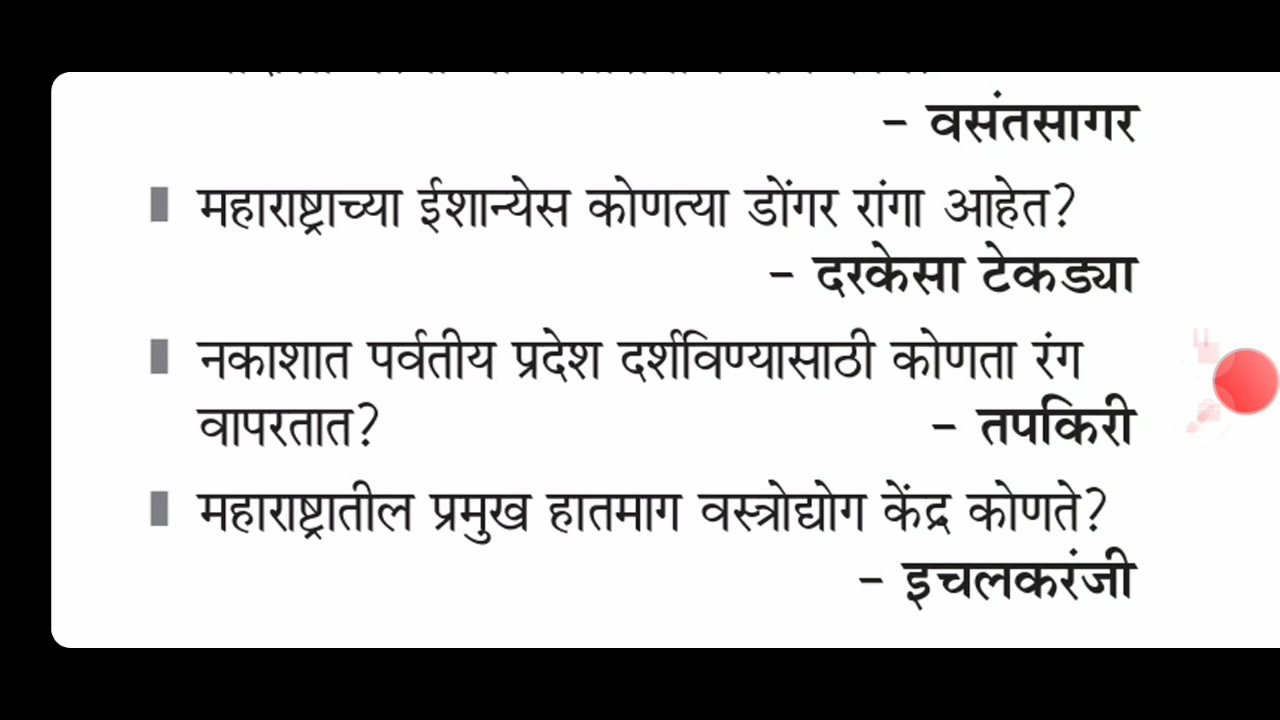 - वसंतसागर
महाराष्ट्राच्या ईशान्येस कोणत्या डोंगर रांगा आहेत?
- दरकेसा टेकड्या
नकाशात पर्वतीय प्रदेश दर्शविण्यासाठी कोणता रंग
वापरतात? - तपकिरी
महाराष्ट्रातील प्रमुख हातमाग वस्त्रोद्योग केंद्र कोणते?
- इचलकरंजी